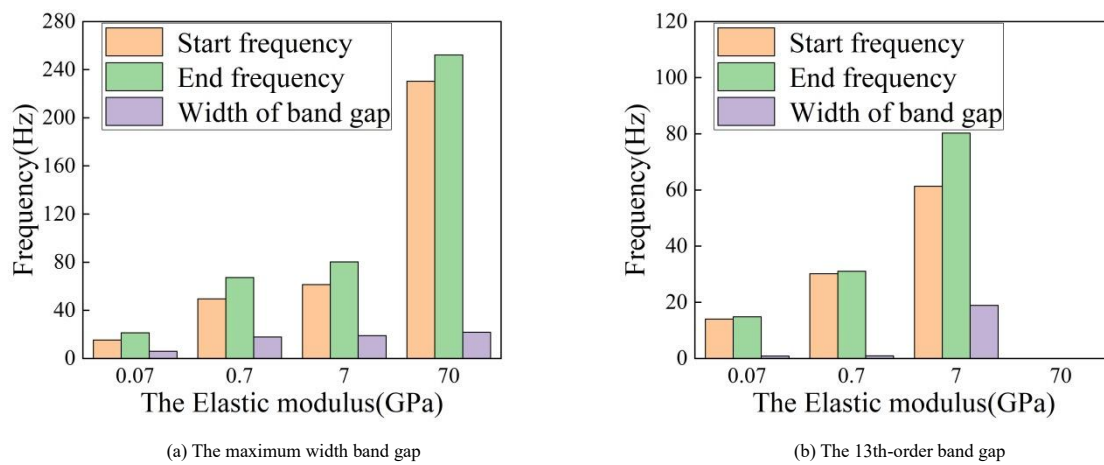 280
240
200
160
120
80
40
0
Frequency(Hz)
Start frequency
End frequency
Width of band gap
0.07 0.7 7 70
The Elastic modulus(GPa)
(a) The maximum width band gap
120
100
80
60
40
20
0
Frequency(Hz)
Start frequency
End frequency
Width of band gap
0.07 0.7 7 70
The Elastic modulus(GPa)
(b) The 13th-order band gap